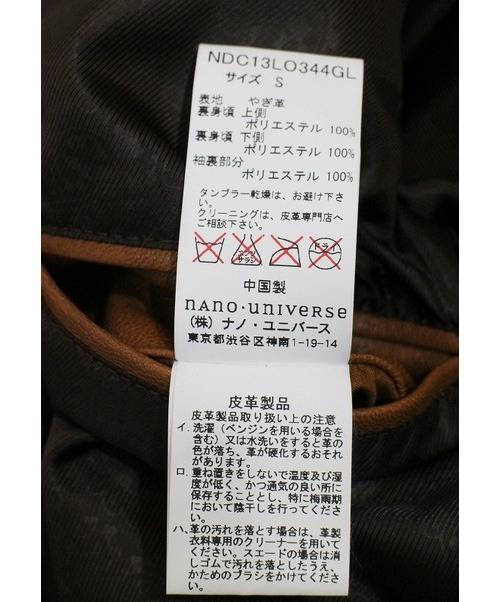 NDC13LO344GL
サイズ S
表地 やぎ革
裏身頃 上側
ポリエステル 100%
裏身頃 下側
ポリエステル 100%
袖裏部分
ポリエステル 100%
タンブラー乾燥は、お避け下さ
い。
クリーニングは、皮革専門店へ
ご相談下さい。
エンソ サラシ ドライ
中国製
nano・universe
(株) ナノ・ユニバース
東京都渋谷区神南1-19-14
皮革製品
皮革製品取り扱い上の注意
イ. 洗濯（ベンジンを用いる場合を
含む）又は水洗いをすると革の
色が落ち、革が硬化するおそれ
があります。
ロ. 重ね置きをしないで温度及び湿
度が低く、かつ通気の良い所に
保存することとし、特に梅雨期
において陰干しを行ってくださ
い。
ハ. 革の汚れを落とす場合は、革製
衣料専用のクリーナーを用いて
ください。スエードの場合は消
しゴムで汚れを落としたうえ、
かためのブラシをかけてくださ
い。